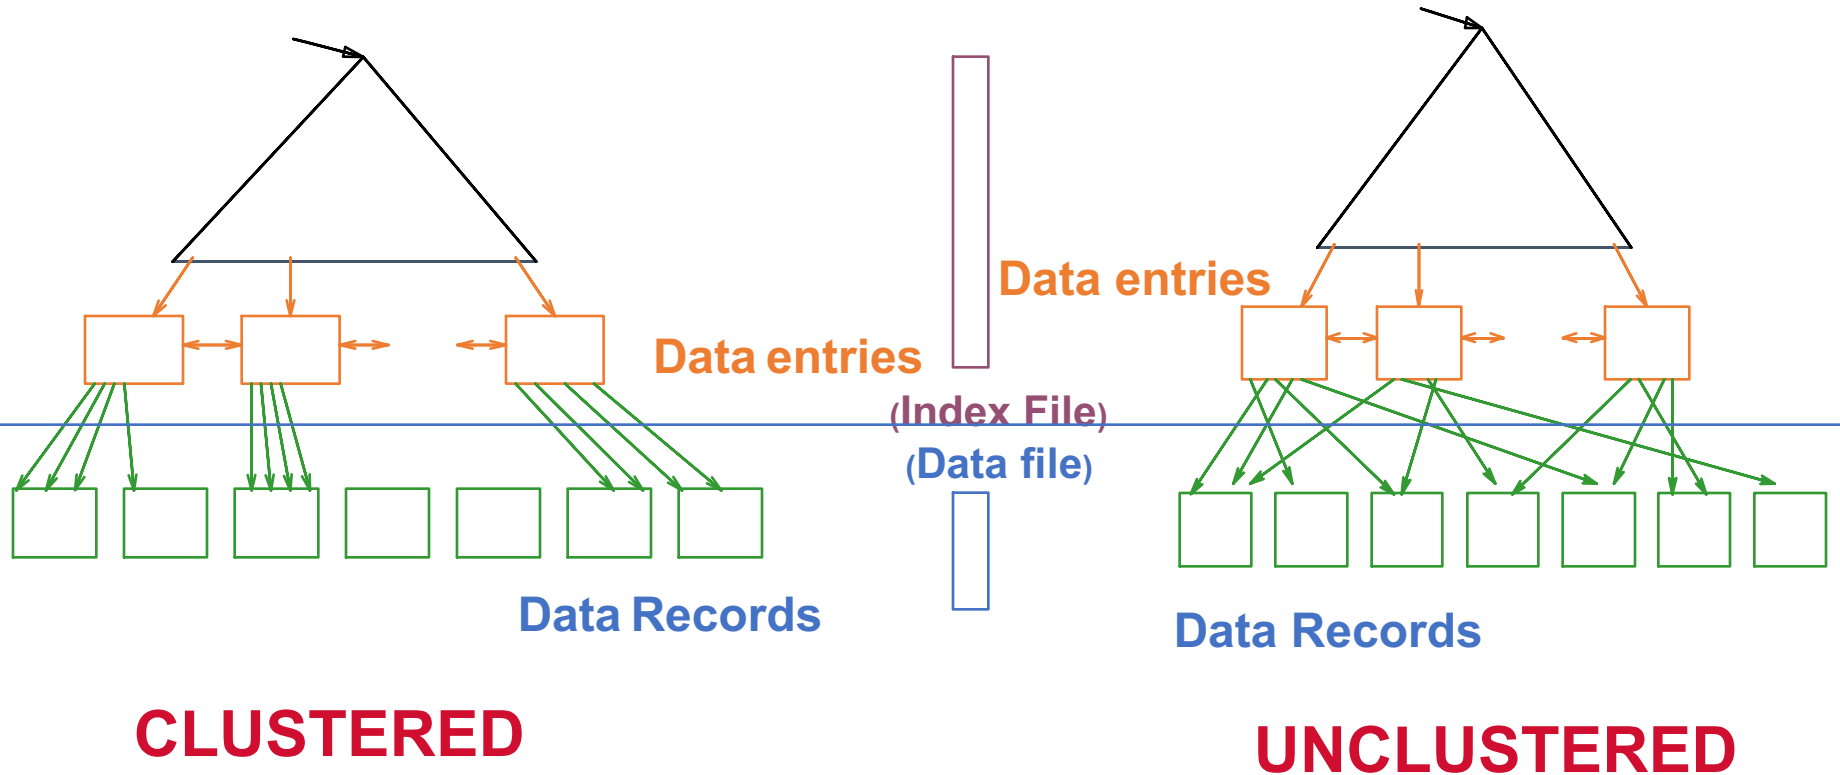 Data entries
Data entries
(Index File)
(Data file)
Data Records
Data Records
CLUSTERED
UNCLUSTERED